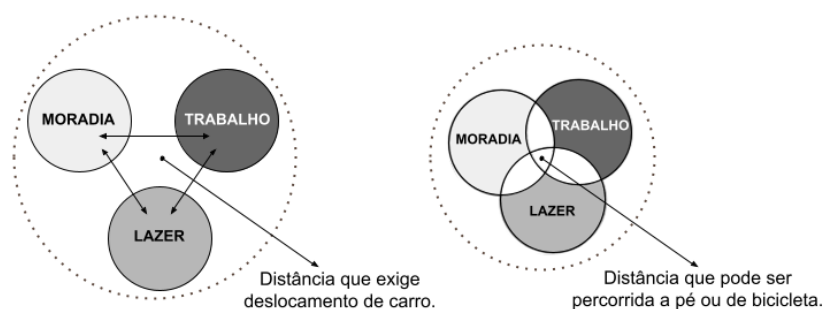 MORADIA
TRABALHO
LAZER
Distância que exige
deslocamento de carro.
MORADIA
TRABALHO
LAZER
Distância que pode ser
percorrida a pé ou de bicicleta.